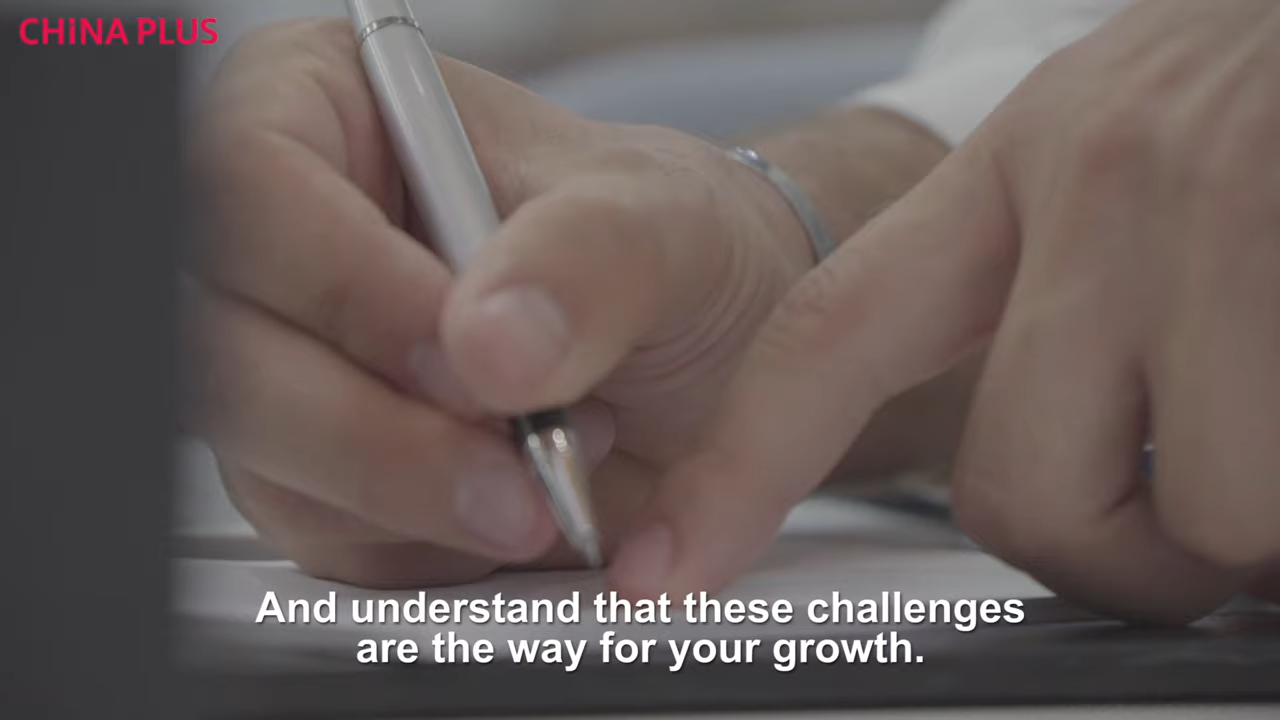 CHiNA PLUS
And understand that these challenges
are the way for your growth.